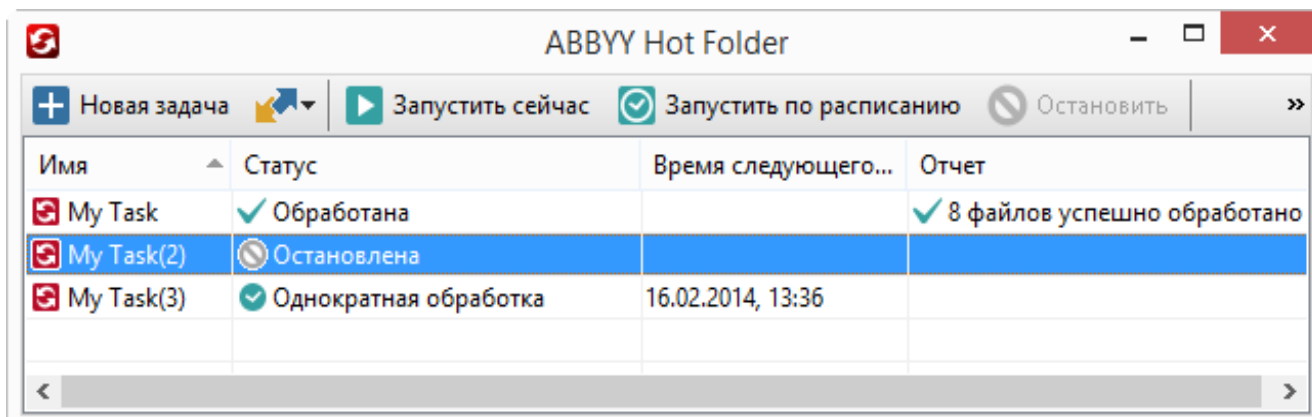 ABBYY Hot Folder
Новая задача Запустить сейчас Запустить по расписанию Остановить »
Имя Статус Время следующего... Отчет
My Task Обработана 8 файлов успешно обработано
My Task(2) Остановлена
My Task(3) Однократная обработка 16.02.2014, 13:36